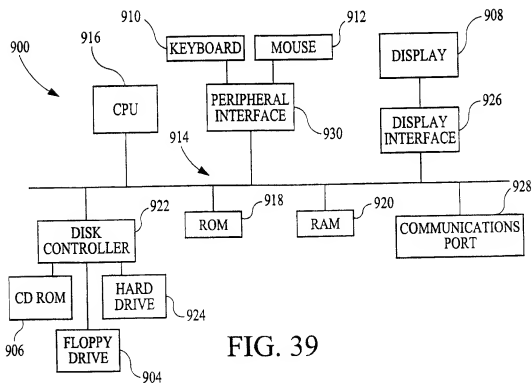 910
912
916
908
900
KEYBOARD
MOUSE
DISPLAY
CPU
PERIPHERAL
INTERFACE
930
926
DISPLAY
INTERFACE
914
922
918
920
928
ROM
RAM
COMMUNICATIONS
PORT
DISK
CONTROLLER
CD ROM
HARD
DRIVE
924
906
FLOPPY
DRIVE
904
FIG. 39